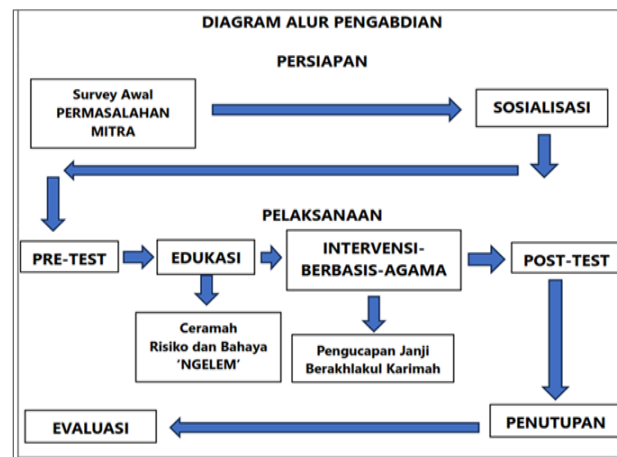 DIAGRAM ALUR PENGABDIAN
PERSIAPAN
Survey Awal
PERMASALAHAN
MITRA
SOSIALISASI
PELAKSANAAN
PRE-TEST
EDUKASI
INTERVENSI-
BERBASIS-AGAMA
POST-TEST
Ceramah
Risiko dan Bahaya
‘NGELEM’
Pengucapan Janji
Berakhlakul Karimah
PENUTUPAN
EVALUASI